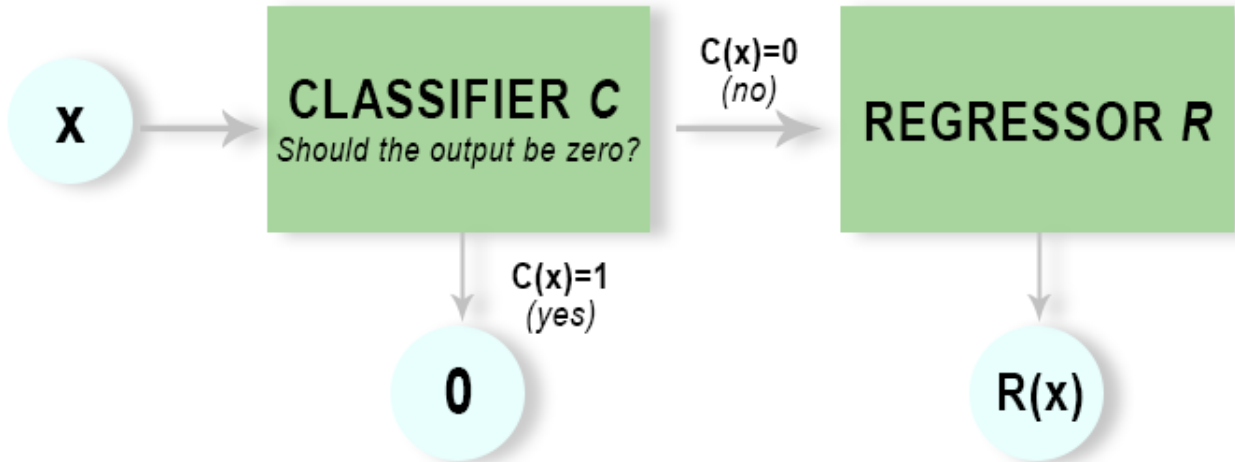 x
CLASSIFIER C
Should the output be zero?
C(x)=0
(no)
REGRESSOR R
C(x)=1
(yes)
0
R(x)